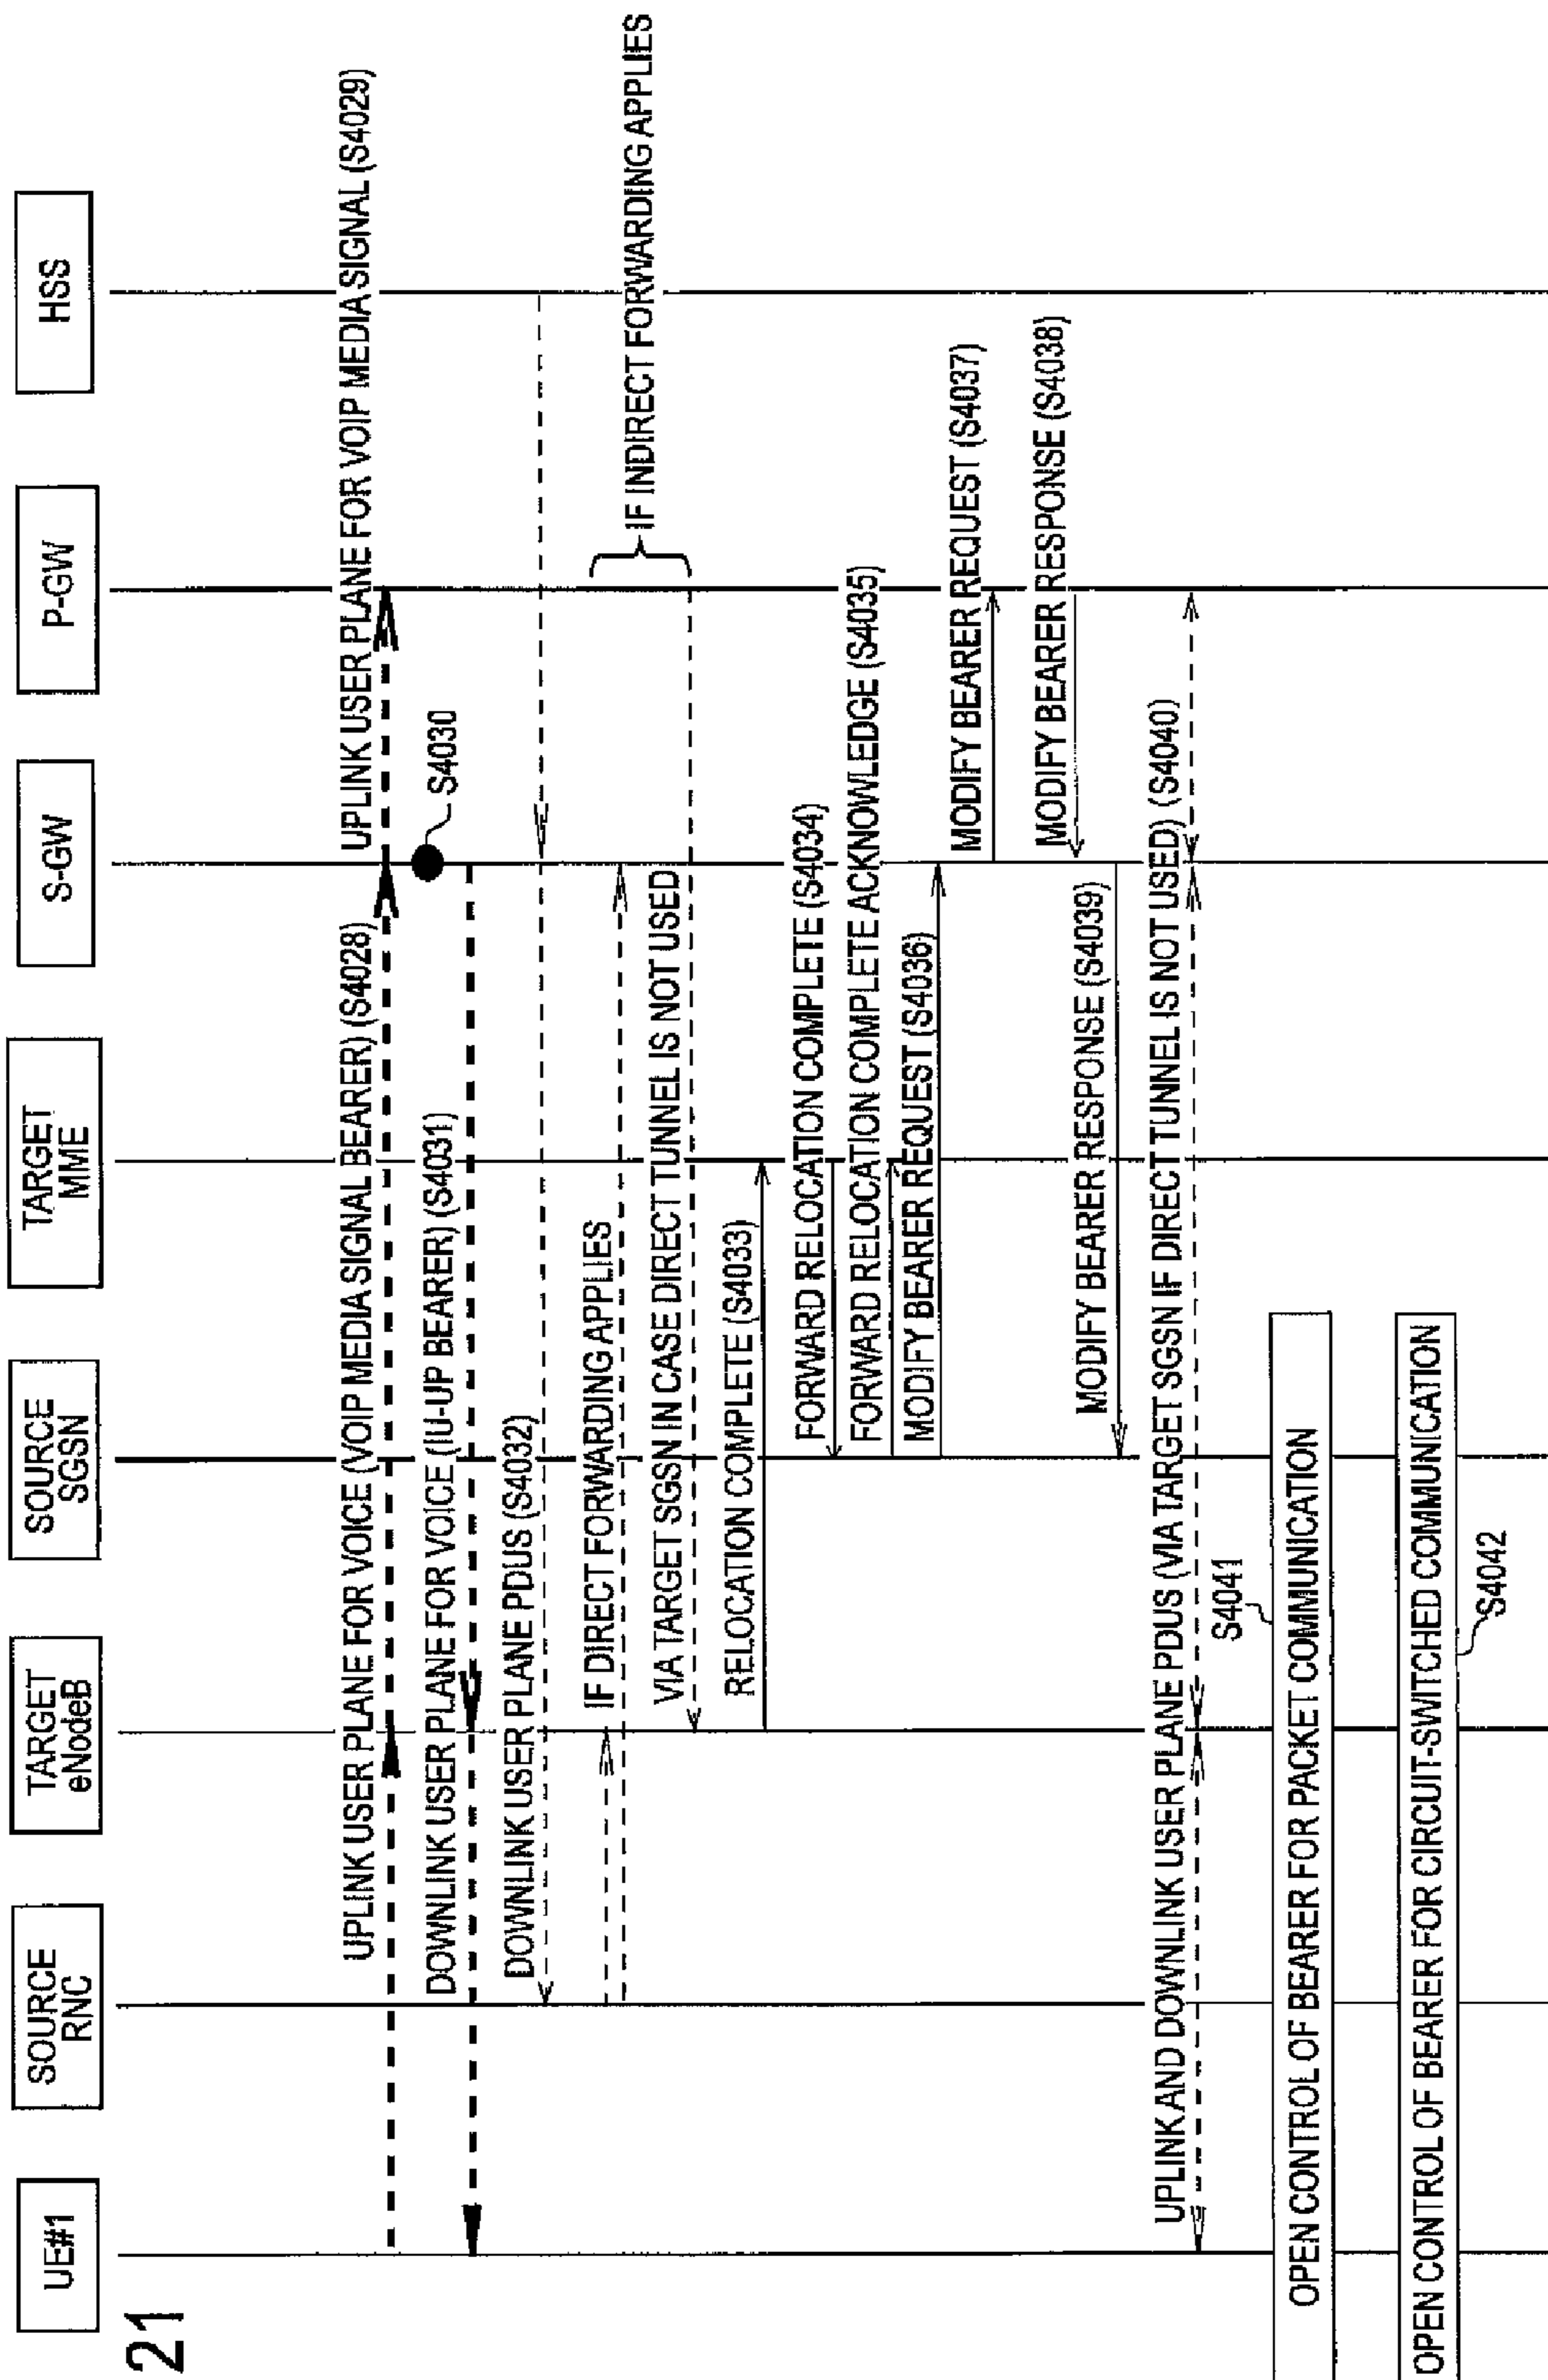 21
UE#1
SOURCE
RNC
TARGET
eNodeB
SOURCE
SGSN
TARGET
MME
S-GW
P-GW
HSS
UPLINK USER PLANE FOR VOICE (VOIP MEDIA SIGNAL BEARER) (S4028)
UPLINK USER PLANE FOR VOIP MEDIA SIGNAL (S4029)
S4030
DOWNLINK USER PLANE FOR VOICE (IU-UP BEARER) (S4031)
DOWNLINK USER PLANE PDUS (S4032)
IF DIRECT FORWARDING APPLIES
IF INDIRECT FORWARDING APPLIES
VIA TARGET SGSN IN CASE DIRECT TUNNEL IS NOT USED
RELOCATION COMPLETE (S4033)
FORWARD RELOCATION COMPLETE (S4034)
FORWARD RELOCATION COMPLETE ACKNOWLEDGE (S4035)
MODIFY BEARER REQUEST (S4036)
MODIFY BEARER REQUEST (S4037)
MODIFY BEARER RESPONSE (S4038)
MODIFY BEARER RESPONSE (S4039)
UPLINK AND DOWNLINK USER PLANE PDUS (VIA TARGET SGSN IF DIRECT TUNNEL IS NOT USED) (S4040)
S4041
OPEN CONTROL OF BEARER FOR PACKET COMMUNICATION
OPEN CONTROL OF BEARER FOR CIRCUIT-SWITCHED COMMUNICATION
S4042